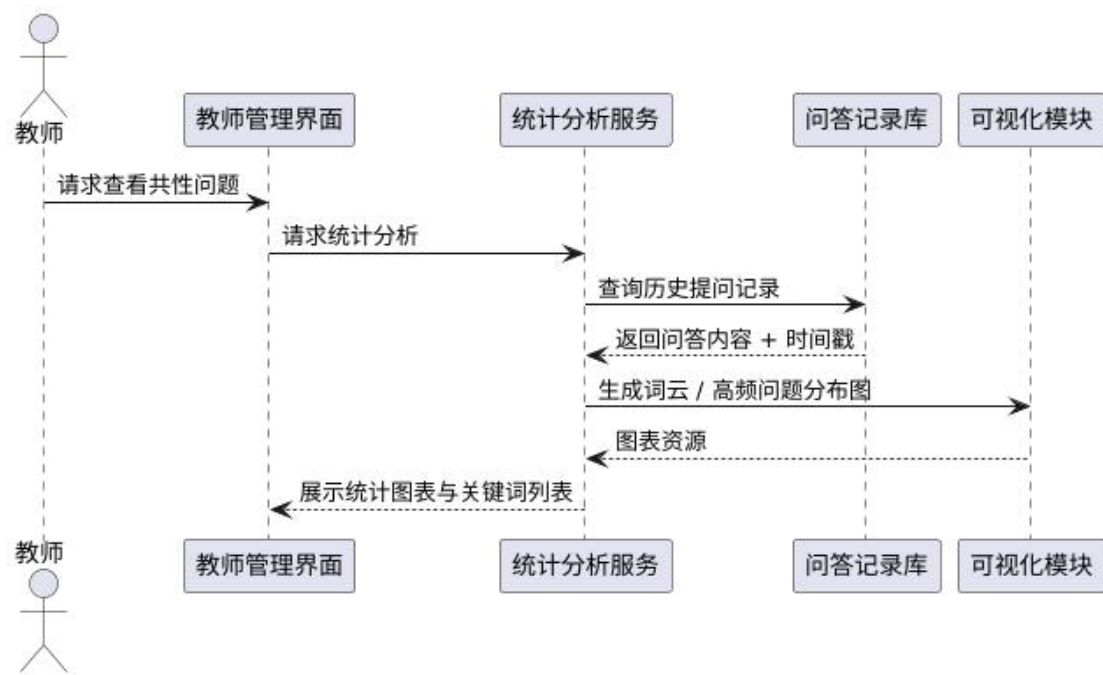 教师
教师管理界面
统计分析服务
问答记录库
可视化模块
请求查看共性问题
请求统计分析
查询历史提问记录
返回问答内容 + 时间戳
生成词云 / 高频问题分布图
图表资源
展示统计图表与关键词列表
教师
教师管理界面
统计分析服务
问答记录库
可视化模块